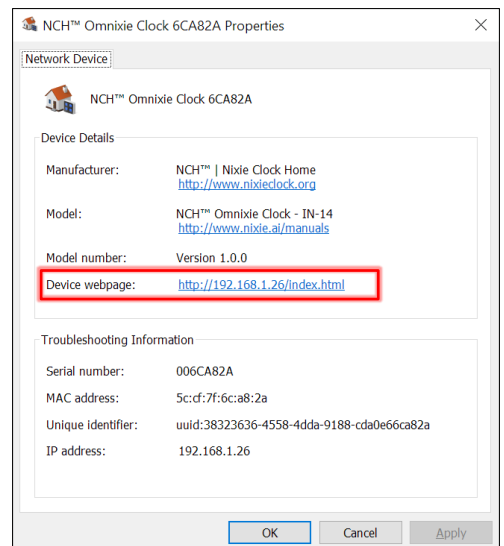 NCH™ Omnixie Clock 6CA82A Properties
Network Device
NCH™ Omnixie Clock 6CA82A
Device Details
Manufacturer: NCH™ | Nixie Clock Home
http://www.nixieclock.org
Model: NCH™ Omnixie Clock - IN-14
http://www.nixie.ai/manuals
Model number: Version 1.0.0
Device webpage: http://192.168.1.26/index.html
Troubleshooting Information
Serial number: 006CA82A
MAC address: 5c:cf:7f:6c:a8:2a
Unique identifier: uuid:38323636-4558-4dda-9188-cda0e66ca82a
IP address: 192.168.1.26
OK Cancel Apply